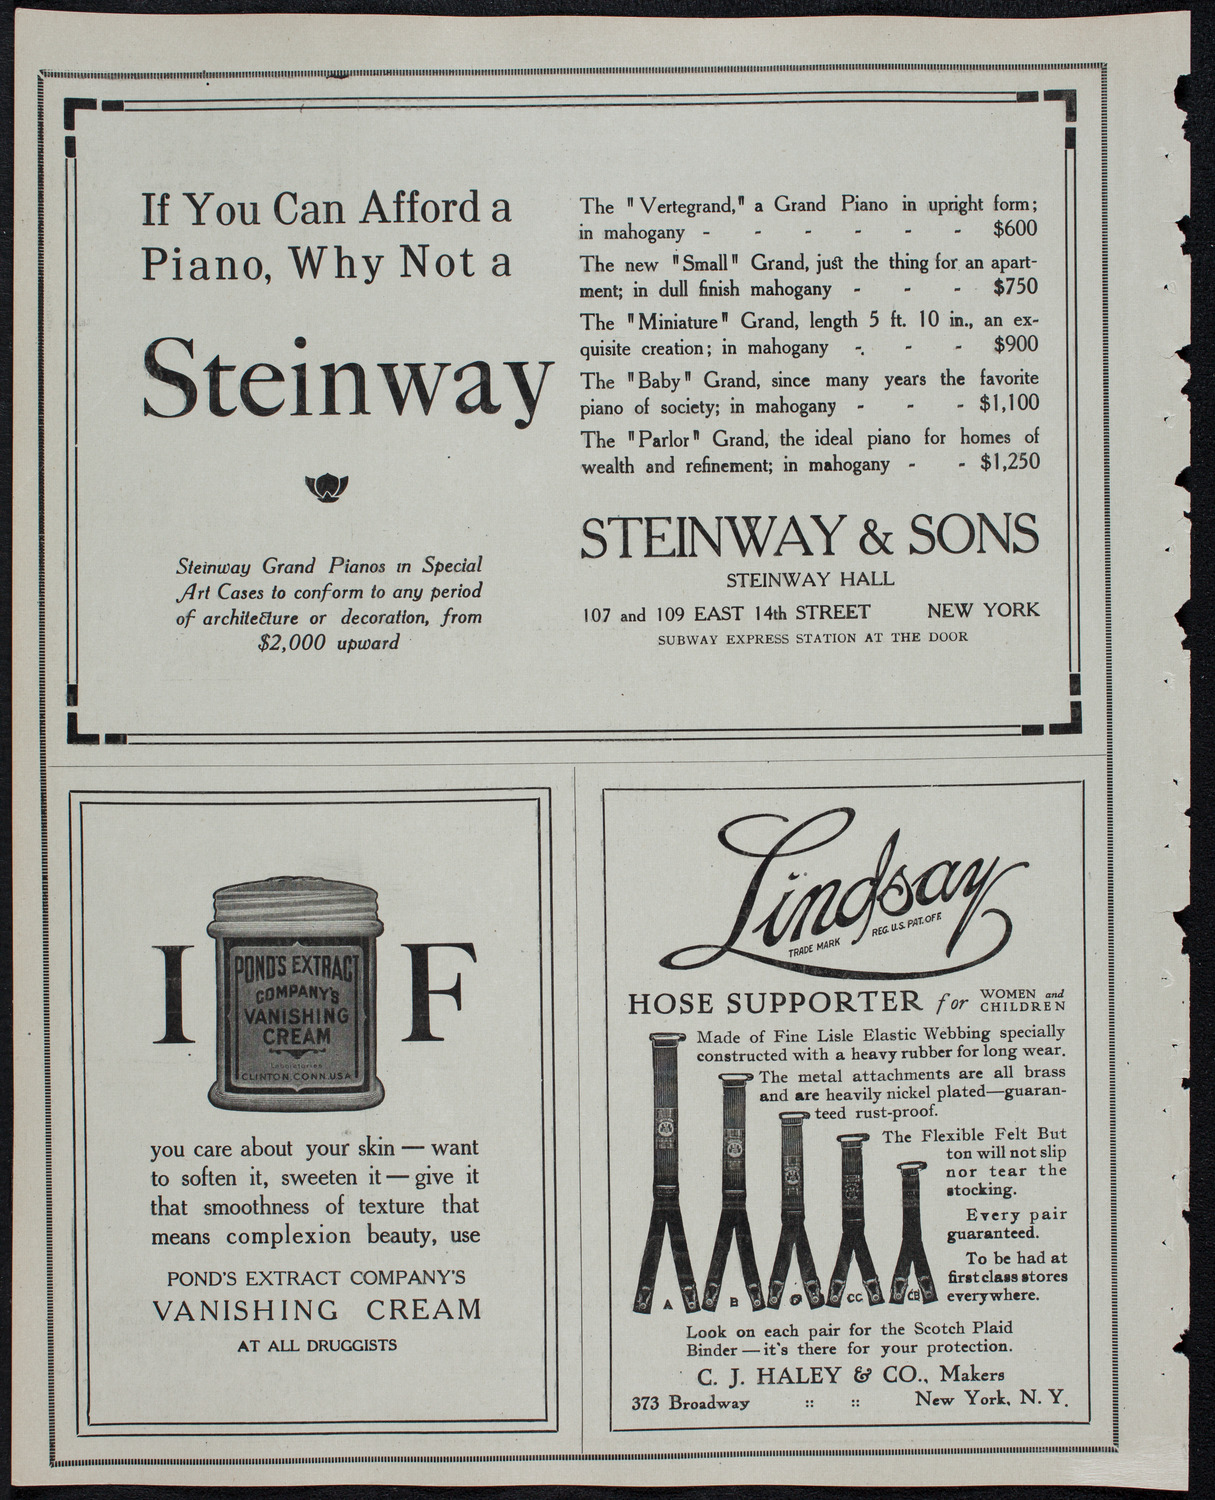 If You Can Afford a
Piano, Why Not a
Steinway
Steinway Grand Pianos in Special
Art Cases to conform to any period
of architecture or decoration, from
$2,000 upward
The "Vertegrand," a Grand Piano in upright form;
in mahogany - - - - - - $600
The new "Small" Grand, just the thing for an apart-
ment; in dull finish mahogany - - - $750
The "Miniature" Grand, length 5 ft. 10 in., an ex-
quisite creation; in mahogany - - - $900
The "Baby" Grand, since many years the favorite
piano of society; in mahogany - - - $1,100
The "Parlor" Grand, the ideal piano for homes of
wealth and refinement; in mahogany - - $1,250
STEINWAY & SONS
STEINWAY HALL
107 and 109 EAST 14th STREET NEW YORK
SUBWAY EXPRESS STATION AT THE DOOR
IF
POND'S EXTRACT
COMPANY'S
VANISHING
CREAM
Laboratories
CLINTON.CONN.USA
you care about your skin — want
to soften it, sweeten it — give it
that smoothness of texture that
means complexion beauty, use
POND'S EXTRACT COMPANY'S
VANISHING CREAM
AT ALL DRUGGISTS
Lindsay
TRADE MARK REG. U.S. PAT. OFF.
HOSE SUPPORTER for WOMEN and CHILDREN
Made of Fine Lisle Elastic Webbing specially
constructed with a heavy rubber for long wear.
The metal attachments are all brass
and are heavily nickel plated—guaran-
teed rust-proof.
The Flexible Felt But
ton will not slip
nor tear the
stocking.
Every pair
guaranteed.
To be had at
first class stores
everywhere.
A B C CC CB
Look on each pair for the Scotch Plaid
Binder — it's there for your protection.
C. J. HALEY & CO., Makers
373 Broadway :: :: New York, N. Y.